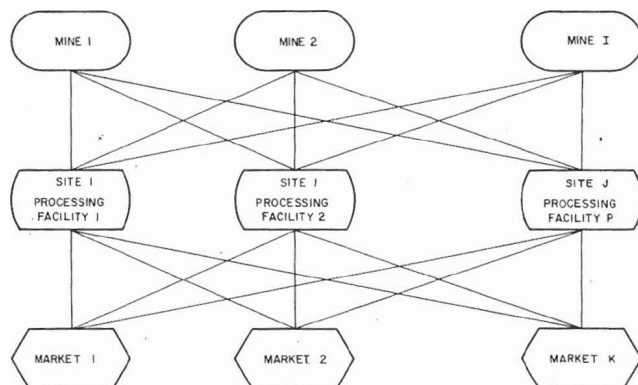 MINE 1
MINE 2
MINE I
SITE 1
PROCESSING
FACILITY 1
SITE 1
PROCESSING
FACILITY 2
SITE J
PROCESSING
FACILITY P
MARKET 1
MARKET 2
MARKET K